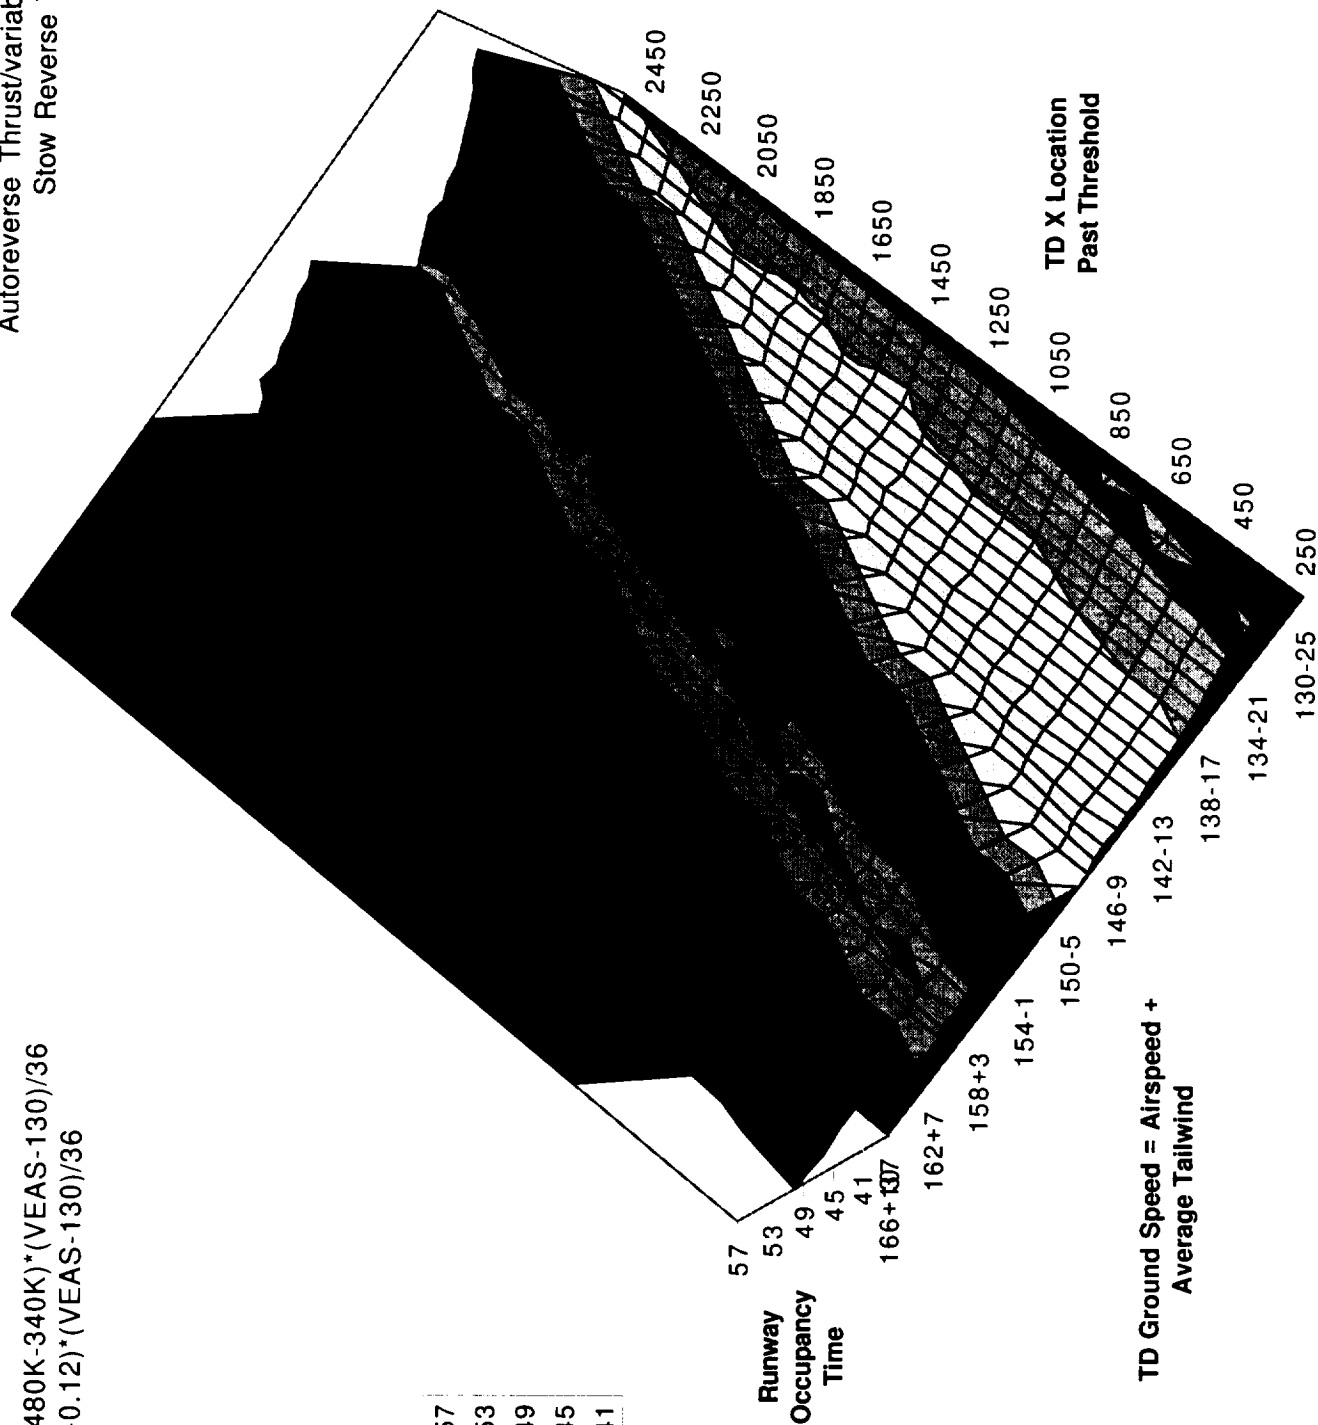 Autoreverse Thrust/variab
Stow Reverse
480K-340K)*(VEAS-130)/36
0.12)*(VEAS-130)/36
57
53
49
45
41
Runway
Occupancy
Time
57
53
49
45
41
162+7
158+3
154-1
150-5
146-9
142-13
138-17
134-21
130-25
TD Ground Speed = Airspeed +
Average Tailwind
250
450
650
850
1050
1250
1450
1650
1850
2050
2250
2450
TD X Location
Past Threshold